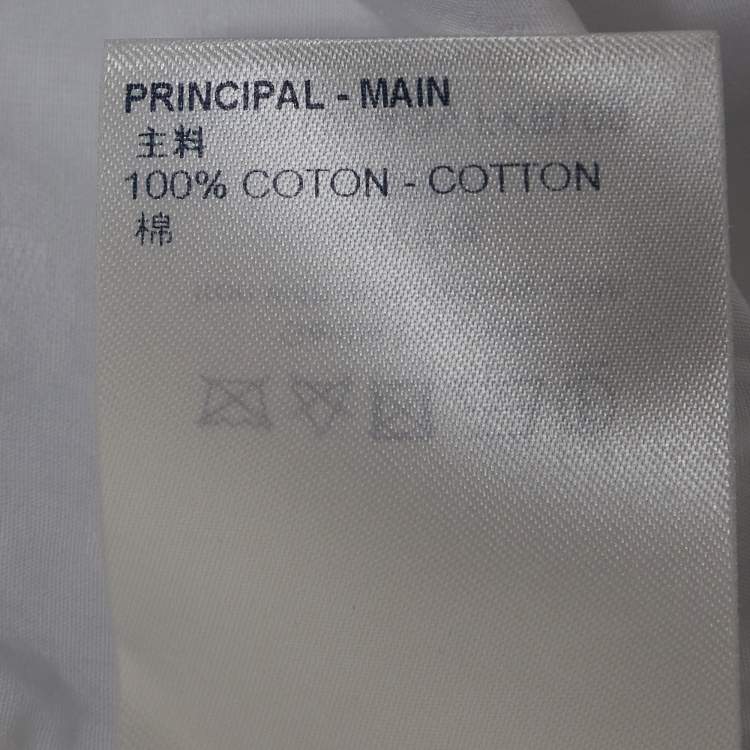 PRINCIPAL - MAIN
主料
100% COTON - COTTON
棉